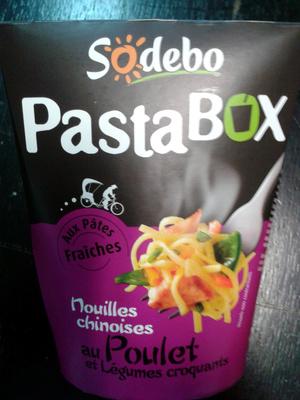 Sodebo
PastaBOX
Aux Pâtes
Fraîches
Nouilles
chinoises
au Poulet
et Légumes croquants